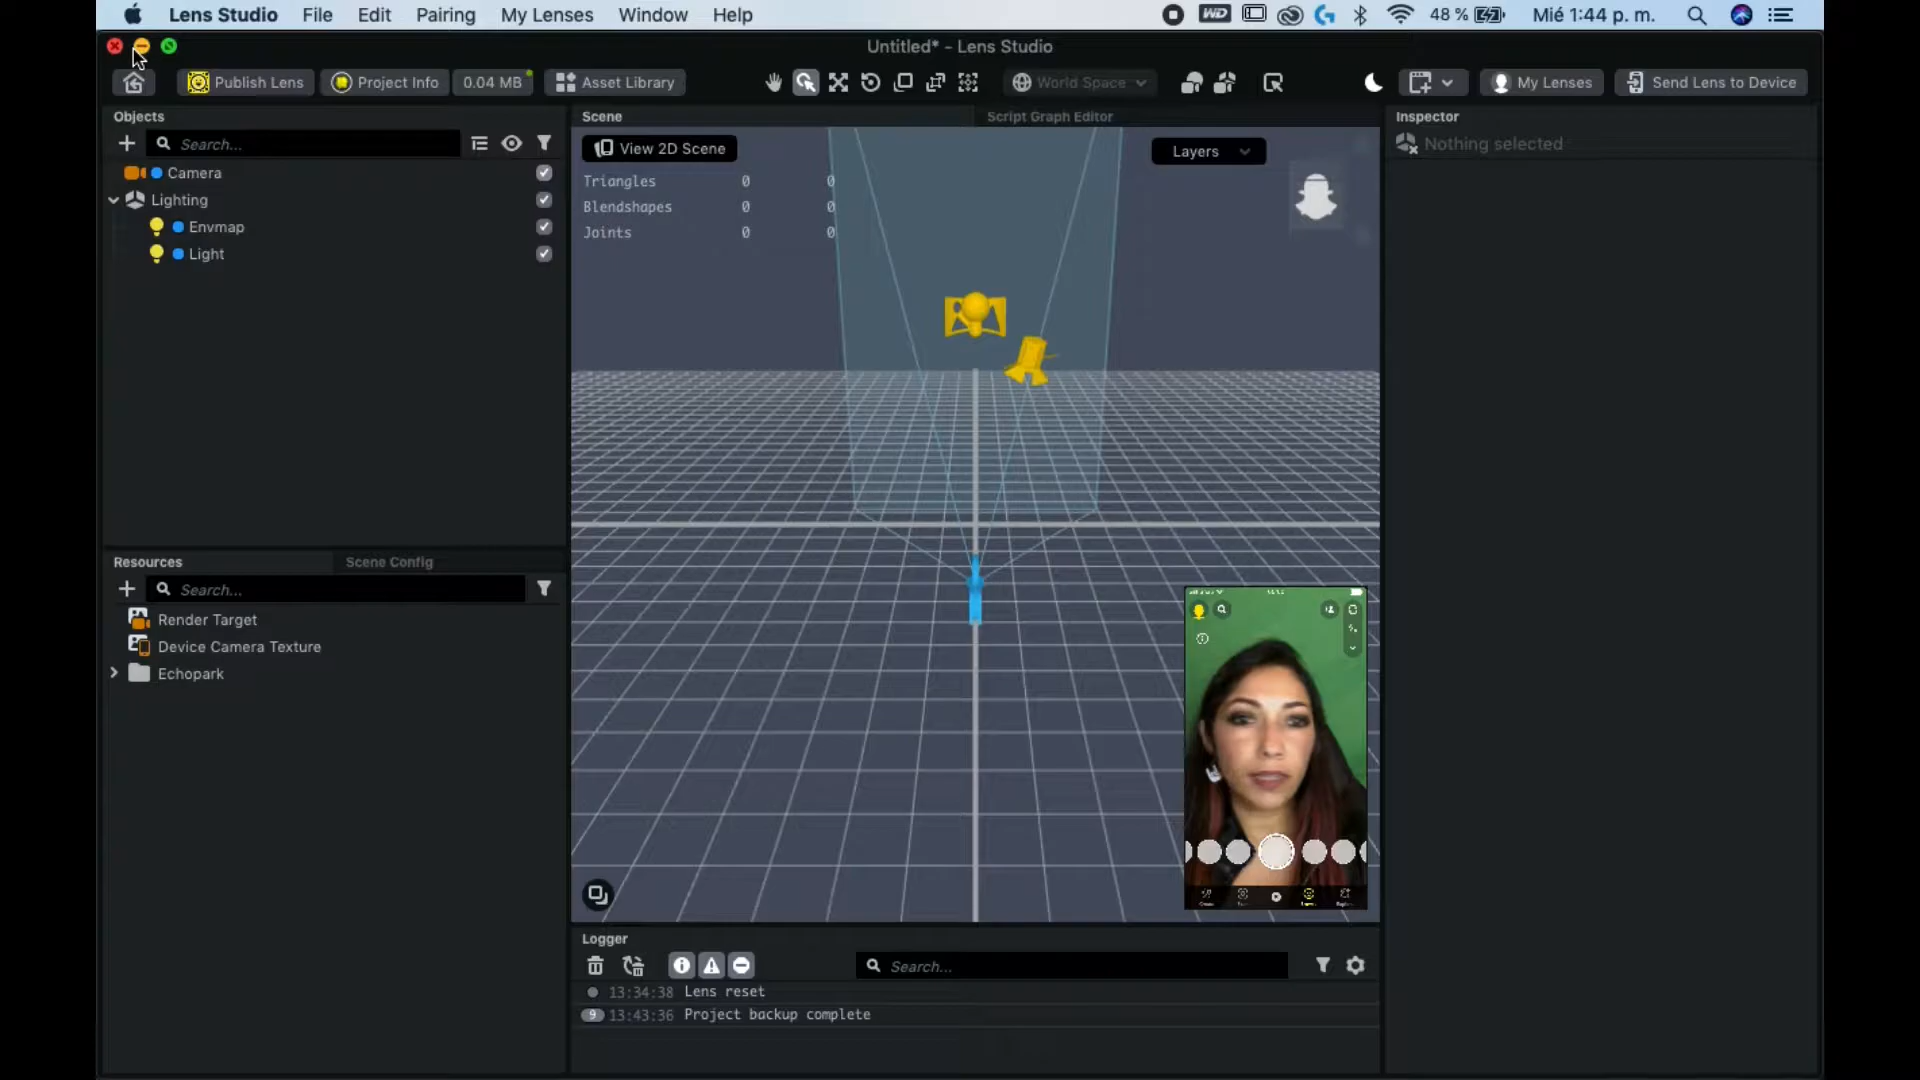 Lens Studio File Edit Pairing My Lenses Window Help 48 % Mié 1:44 p. m.
Untitled* - Lens Studio
Publish Lens Project Info 0.04 MB Asset Library World Space My Lenses Send Lens to Device
Objects
Search...
Camera
Lighting
Envmap
Light
Resources Scene Config
Search...
Render Target
Device Camera Texture
Echopark
Scene Script Graph Editor
View 2D Scene Layers
Triangles 0 0
Blendshapes 0 0
Joints 0 0
Logger
Search...
13:34:38 Lens reset
9 13:43:36 Project backup complete
Inspector
Nothing selected